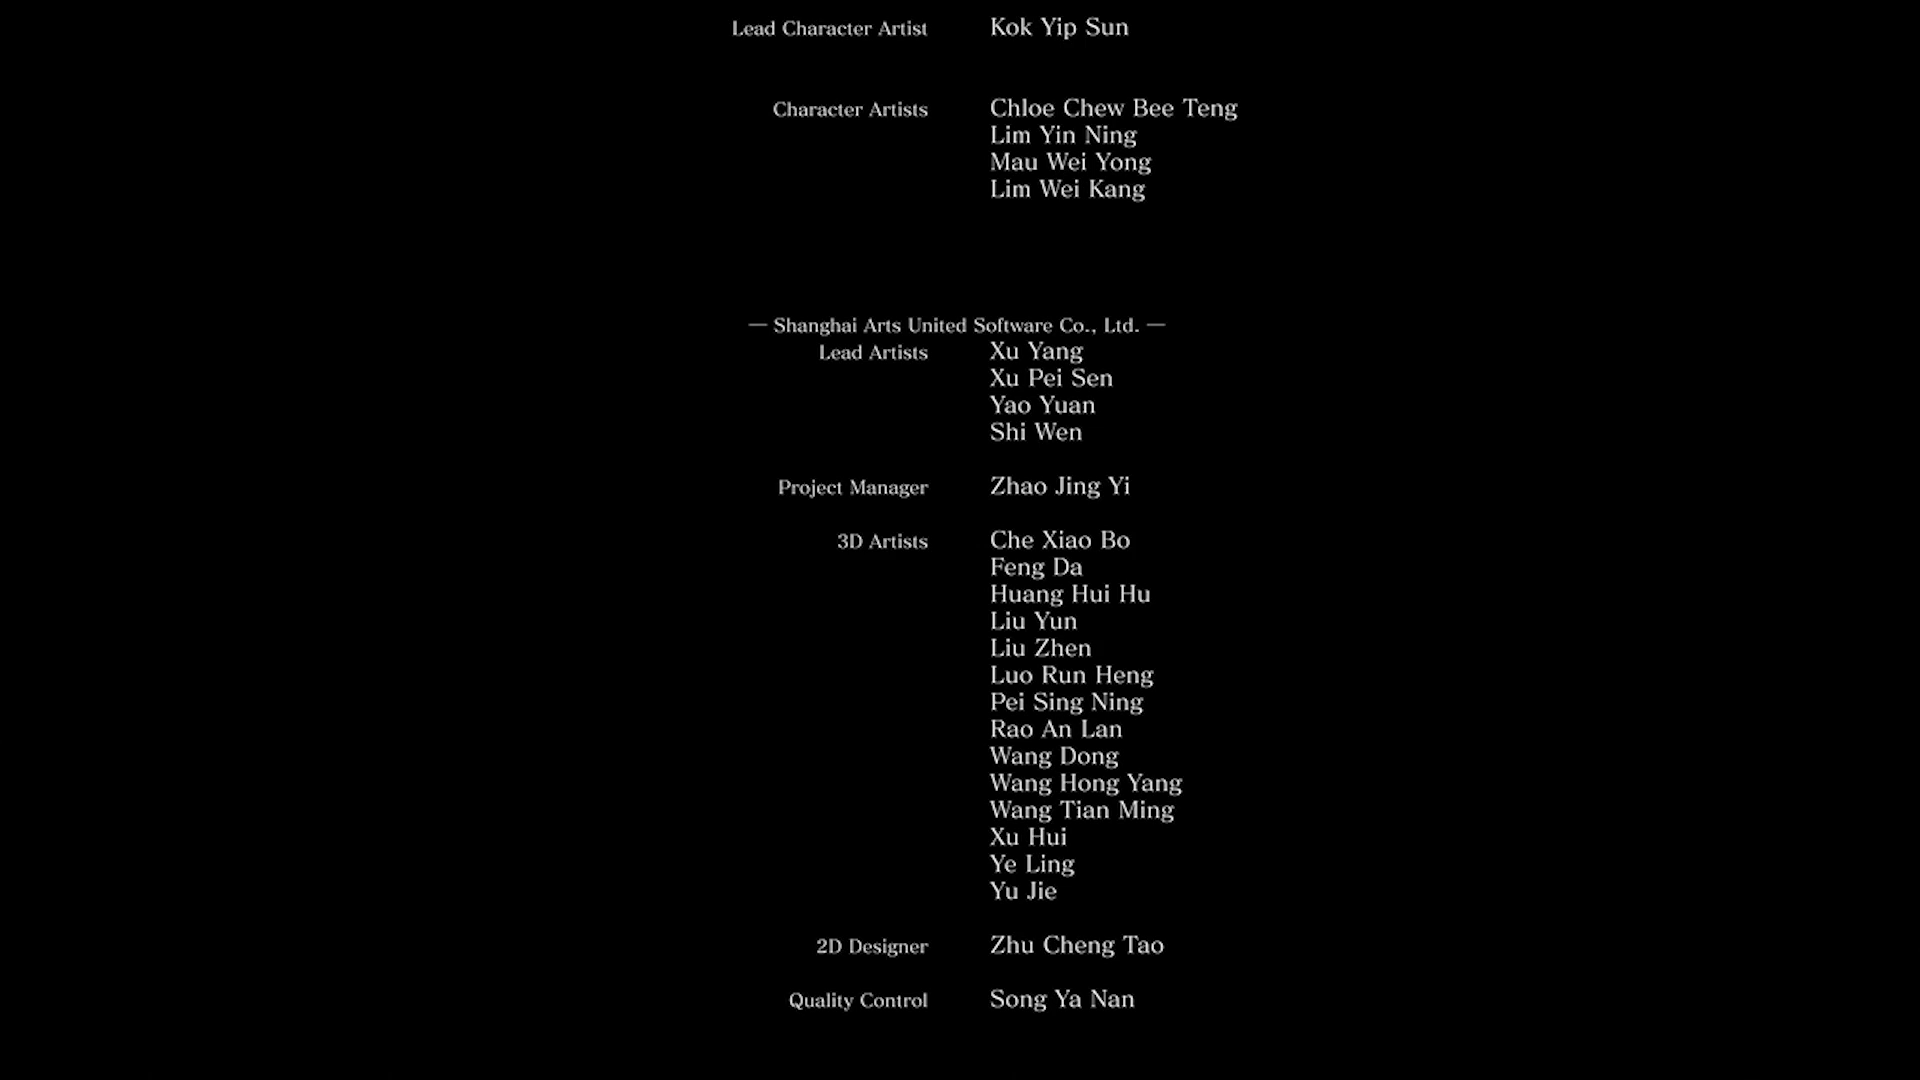 Lead Character Artist Kok Yip Sun
Character Artists Chloe Chew Bee Teng
Lim Yin Ning
Mau Wei Yong
Lim Wei Kang
— Shanghai Arts United Software Co., Ltd. —
Lead Artists Xu Yang
Xu Pei Sen
Yao Yuan
Shi Wen
Project Manager Zhao Jing Yi
3D Artists Che Xiao Bo
Feng Da
Huang Hui Hu
Liu Yun
Liu Zhen
Luo Run Heng
Pei Sing Ning
Rao An Lan
Wang Dong
Wang Hong Yang
Wang Tian Ming
Xu Hui
Ye Ling
Yu Jie
2D Designer Zhu Cheng Tao
Quality Control Song Ya Nan